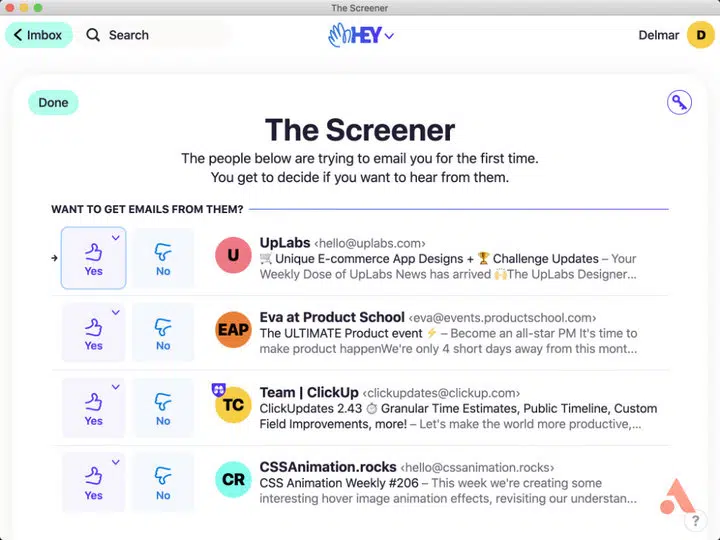 The Screener
Imbox
Search
HEY
Delmar
D
Done
The Screener
The people below are trying to email you for the first time.
You get to decide if you want to hear from them.
WANT TO GET EMAILS FROM THEM?
Yes
No
U
UpLabs <hello@uplabs.com>
🛒 Unique E-commerce App Designs + 🏆 Challenge Updates – Your
Weekly Dose of UpLabs News has arrived 🙌The UpLabs Designer...
Yes
No
EAP
Eva at Product School <eva@events.productschool.com>
The ULTIMATE Product event ⚡ – Become an all-star PM It's time to
make product happenWe're only 4 short days away from this mont...
Yes
No
TC
Team | ClickUp <clickupdates@clickup.com>
ClickUpdates 2.43 ⏱ Granular Time Estimates, Public Timeline, Custom
Field Improvements, more! – Let's make the world more productive,...
Yes
No
CR
CSSAnimation.rocks <hello@cssanimation.rocks>
CSS Animation Weekly #206 – This week we're creating some
interesting hover image animation effects, revisiting our understan...
?